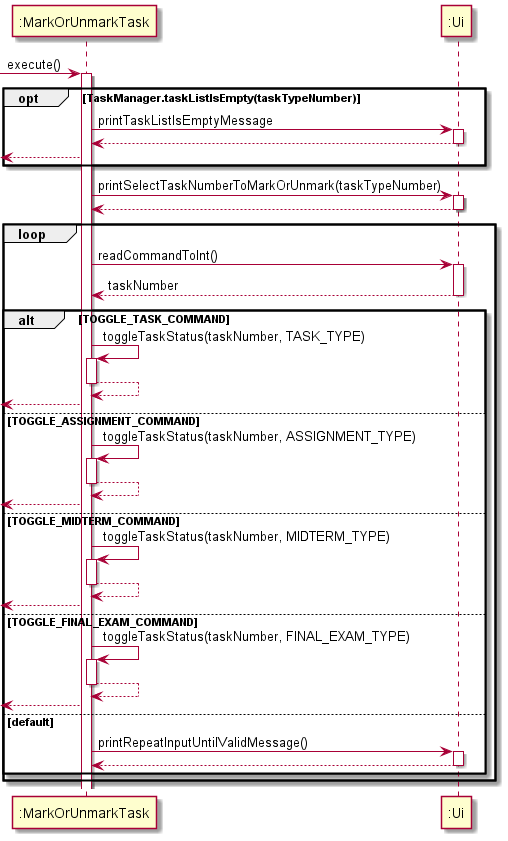 :MarkOrUnmarkTask :Ui
execute()
opt [TaskManager.taskListIsEmpty(taskTypeNumber)]
printTaskListIsEmptyMessage
printSelectTaskNumberToMarkOrUnmark(taskTypeNumber)
loop
readCommandToInt()
taskNumber
alt [TOGGLE_TASK_COMMAND]
toggleTaskStatus(taskNumber, TASK_TYPE)
[TOGGLE_ASSIGNMENT_COMMAND]
toggleTaskStatus(taskNumber, ASSIGNMENT_TYPE)
[TOGGLE_MIDTERM_COMMAND]
toggleTaskStatus(taskNumber, MIDTERM_TYPE)
[TOGGLE_FINAL_EXAM_COMMAND]
toggleTaskStatus(taskNumber, FINAL_EXAM_TYPE)
[default]
printRepeatInputUntilValidMessage()
:MarkOrUnmarkTask :Ui